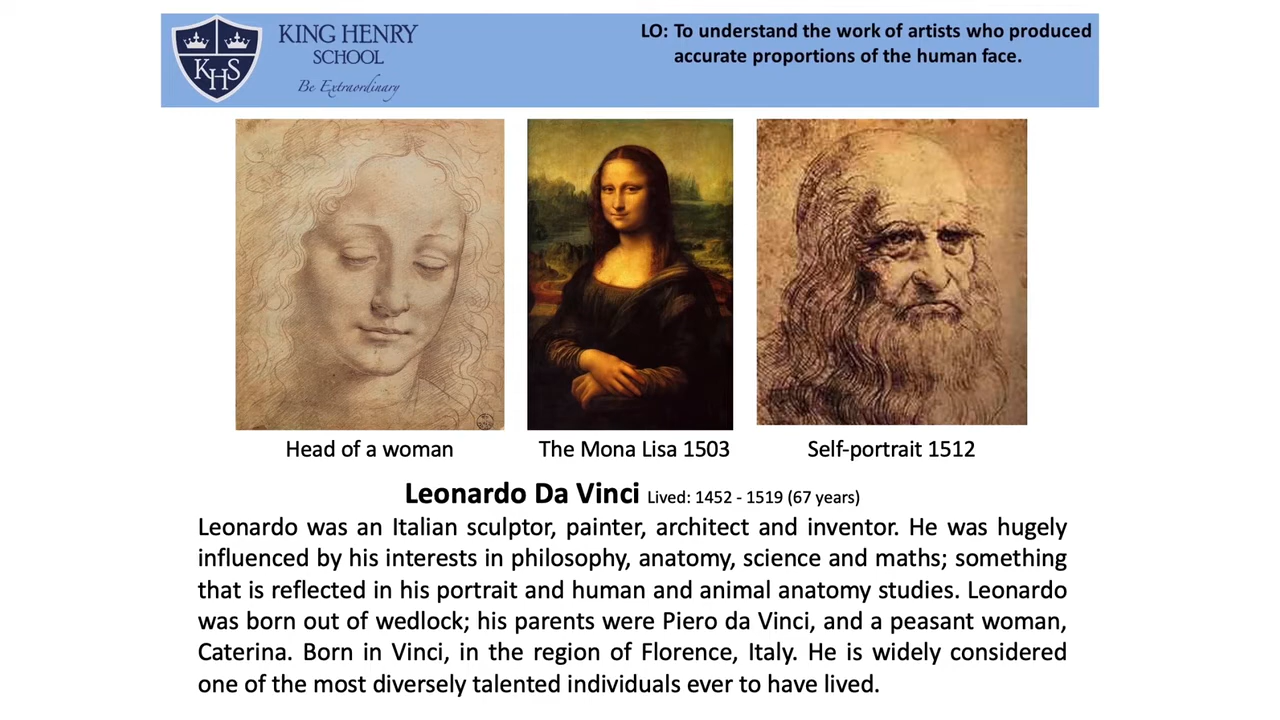 KING HENRY
SCHOOL
Be Extraordinary
KHS
LO: To understand the work of artists who produced
accurate proportions of the human face.
Head of a woman
The Mona Lisa 1503
Self-portrait 1512
Leonardo Da Vinci Lived: 1452 - 1519 (67 years)
Leonardo was an Italian sculptor, painter, architect and inventor. He was hugely
influenced by his interests in philosophy, anatomy, science and maths; something
that is reflected in his portrait and human and animal anatomy studies. Leonardo
was born out of wedlock; his parents were Piero da Vinci, and a peasant woman,
Caterina. Born in Vinci, in the region of Florence, Italy. He is widely considered
one of the most diversely talented individuals ever to have lived.